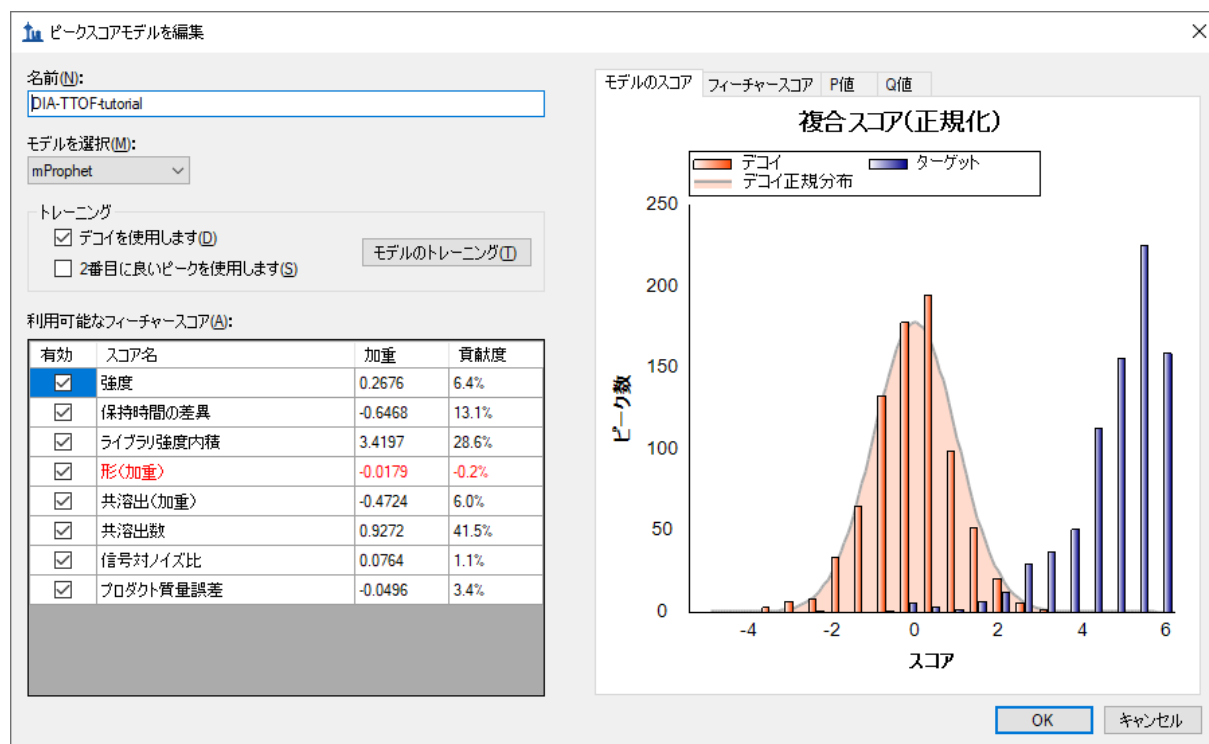 ピークスコアモデルを編集
名前(N):
DIA-TTOF-tutorial
モデルを選択(M):
mProphet
トレーニング
デコイを使用します(D)
2番目に良いピークを使用します(S)
モデルのトレーニング(T)
利用可能なフィーチャースコア(A):
有効 スコア名 加重 貢献度
強度 0.2676 6.4%
保持時間の差異 -0.6468 13.1%
ライブラリ強度内積 3.4197 28.6%
形(加重) -0.0179 -0.2%
共溶出(加重) -0.4724 6.0%
共溶出数 0.9272 41.5%
信号対ノイズ比 0.0764 1.1%
プロダクト質量誤差 -0.0496 3.4%
モデルのスコア フィーチャースコア P値 Q値
複合スコア(正規化)
デコイ ターゲット
デコイ正規分布
250
200
150
100
50
0
ピーク数
-4 -2 0 2 4 6
スコア
OK キャンセル